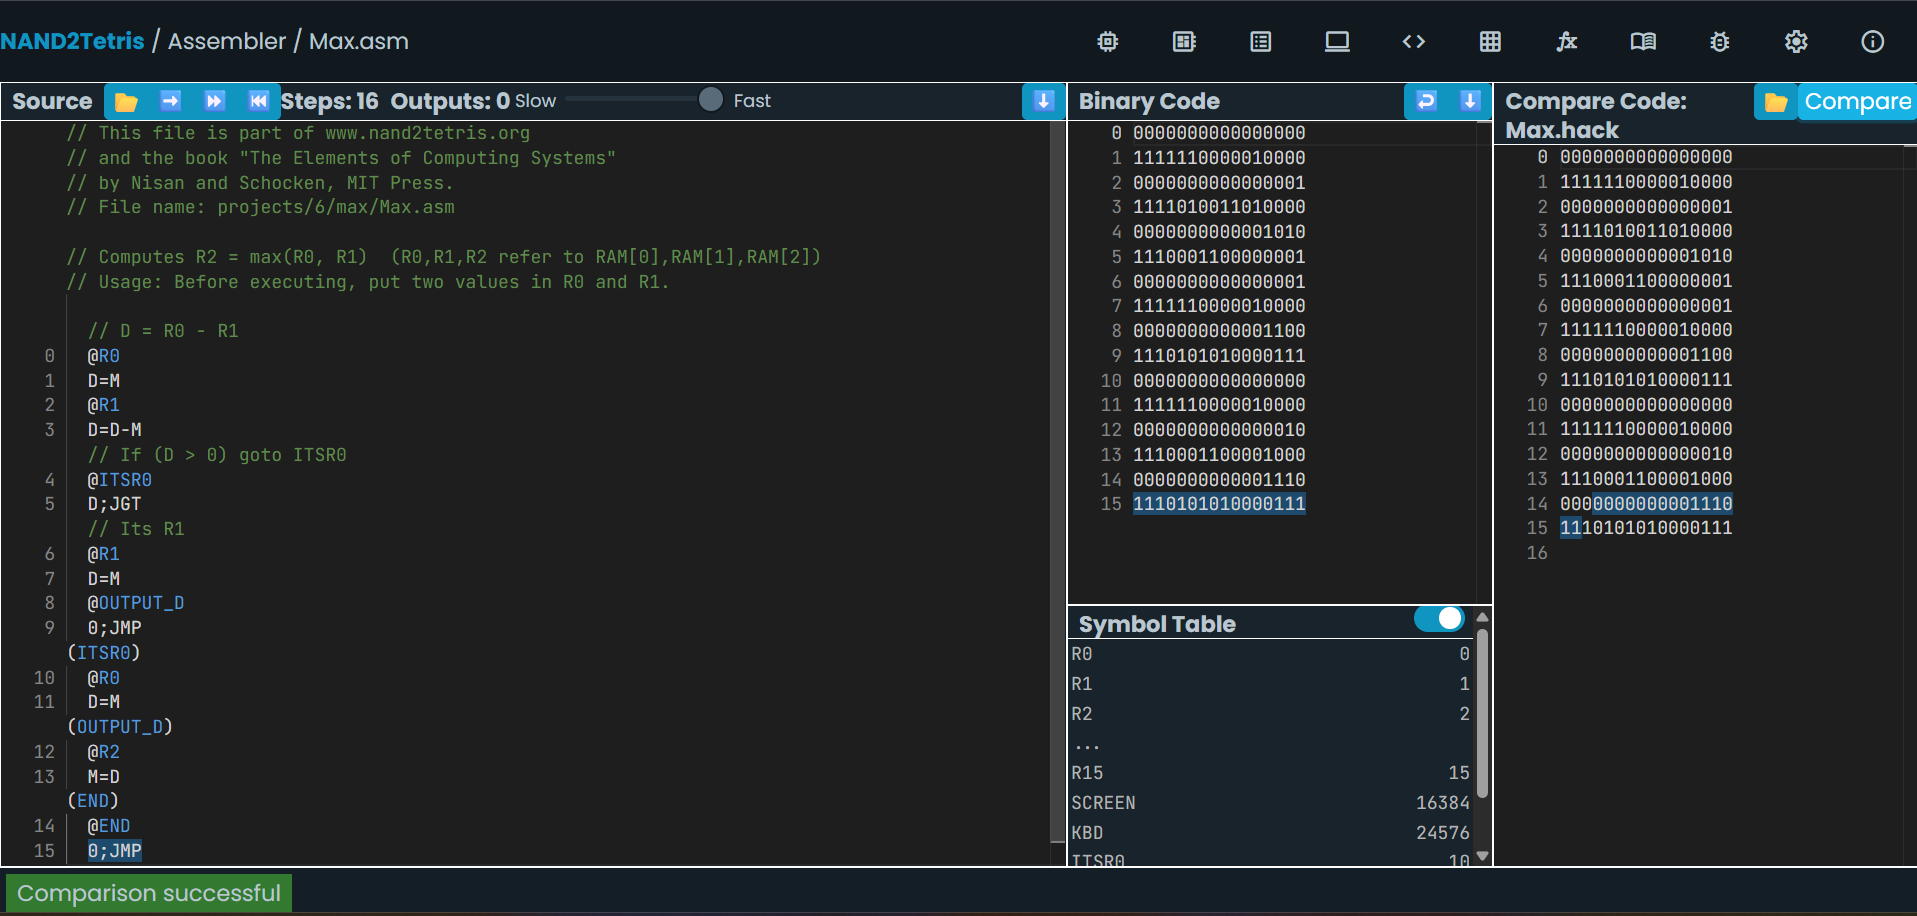 NAND2Tetris / Assembler / Max.asm
Source Steps: 16 Outputs: 0 Slow Fast
// This file is part of www.nand2tetris.org
// and the book "The Elements of Computing Systems"
// by Nisan and Schocken, MIT Press.
// File name: projects/6/max/Max.asm
// Computes R2 = max(R0, R1)  (R0,R1,R2 refer to RAM[0],RAM[1],RAM[2])
// Usage: Before executing, put two values in R0 and R1.
// D = R0 - R1
0 @R0
1 D=M
2 @R1
3 D=D-M
// If (D > 0) goto ITSR0
4 @ITSR0
5 D;JGT
// Its R1
6 @R1
7 D=M
8 @OUTPUT_D
9 0;JMP
(ITSR0)
10 @R0
11 D=M
(OUTPUT_D)
12 @R2
13 M=D
(END)
14 @END
15 0;JMP
Binary Code
0 0000000000000000
1 1111110000010000
2 0000000000000001
3 1111010011010000
4 0000000000001010
5 1110001100000001
6 0000000000000001
7 1111110000010000
8 0000000000001100
9 1110101010000111
10 0000000000000000
11 1111110000010000
12 0000000000000010
13 1110001100001000
14 0000000000001110
15 1110101010000111
Symbol Table
R0 0
R1 1
R2 2
...
R15 15
SCREEN 16384
KBD 24576
ITSR0 10
Compare Code:
Max.hack
Compare
0 0000000000000000
1 1111110000010000
2 0000000000000001
3 1111010011010000
4 0000000000001010
5 1110001100000001
6 0000000000000001
7 1111110000010000
8 0000000000001100
9 1110101010000111
10 0000000000000000
11 1111110000010000
12 0000000000000010
13 1110001100001000
14 0000000000001110
15 1110101010000111
16
Comparison successful